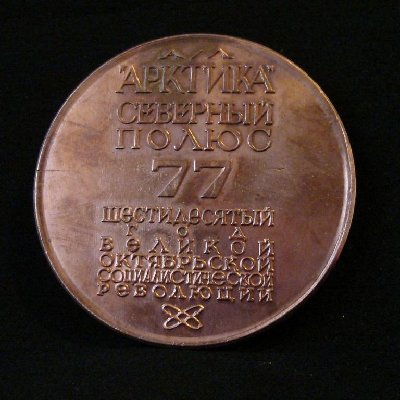 "АРКТИКА"
СЕВЕРНЫЙ
ПОЛЮС
77
ШЕСТИДЕСЯТЫЙ
ГОД
ВЕЛИКОЙ
ОКТЯБРЬСКОЙ
СОЦИАЛИСТИЧЕСКОЙ
РЕВОЛЮЦИИ